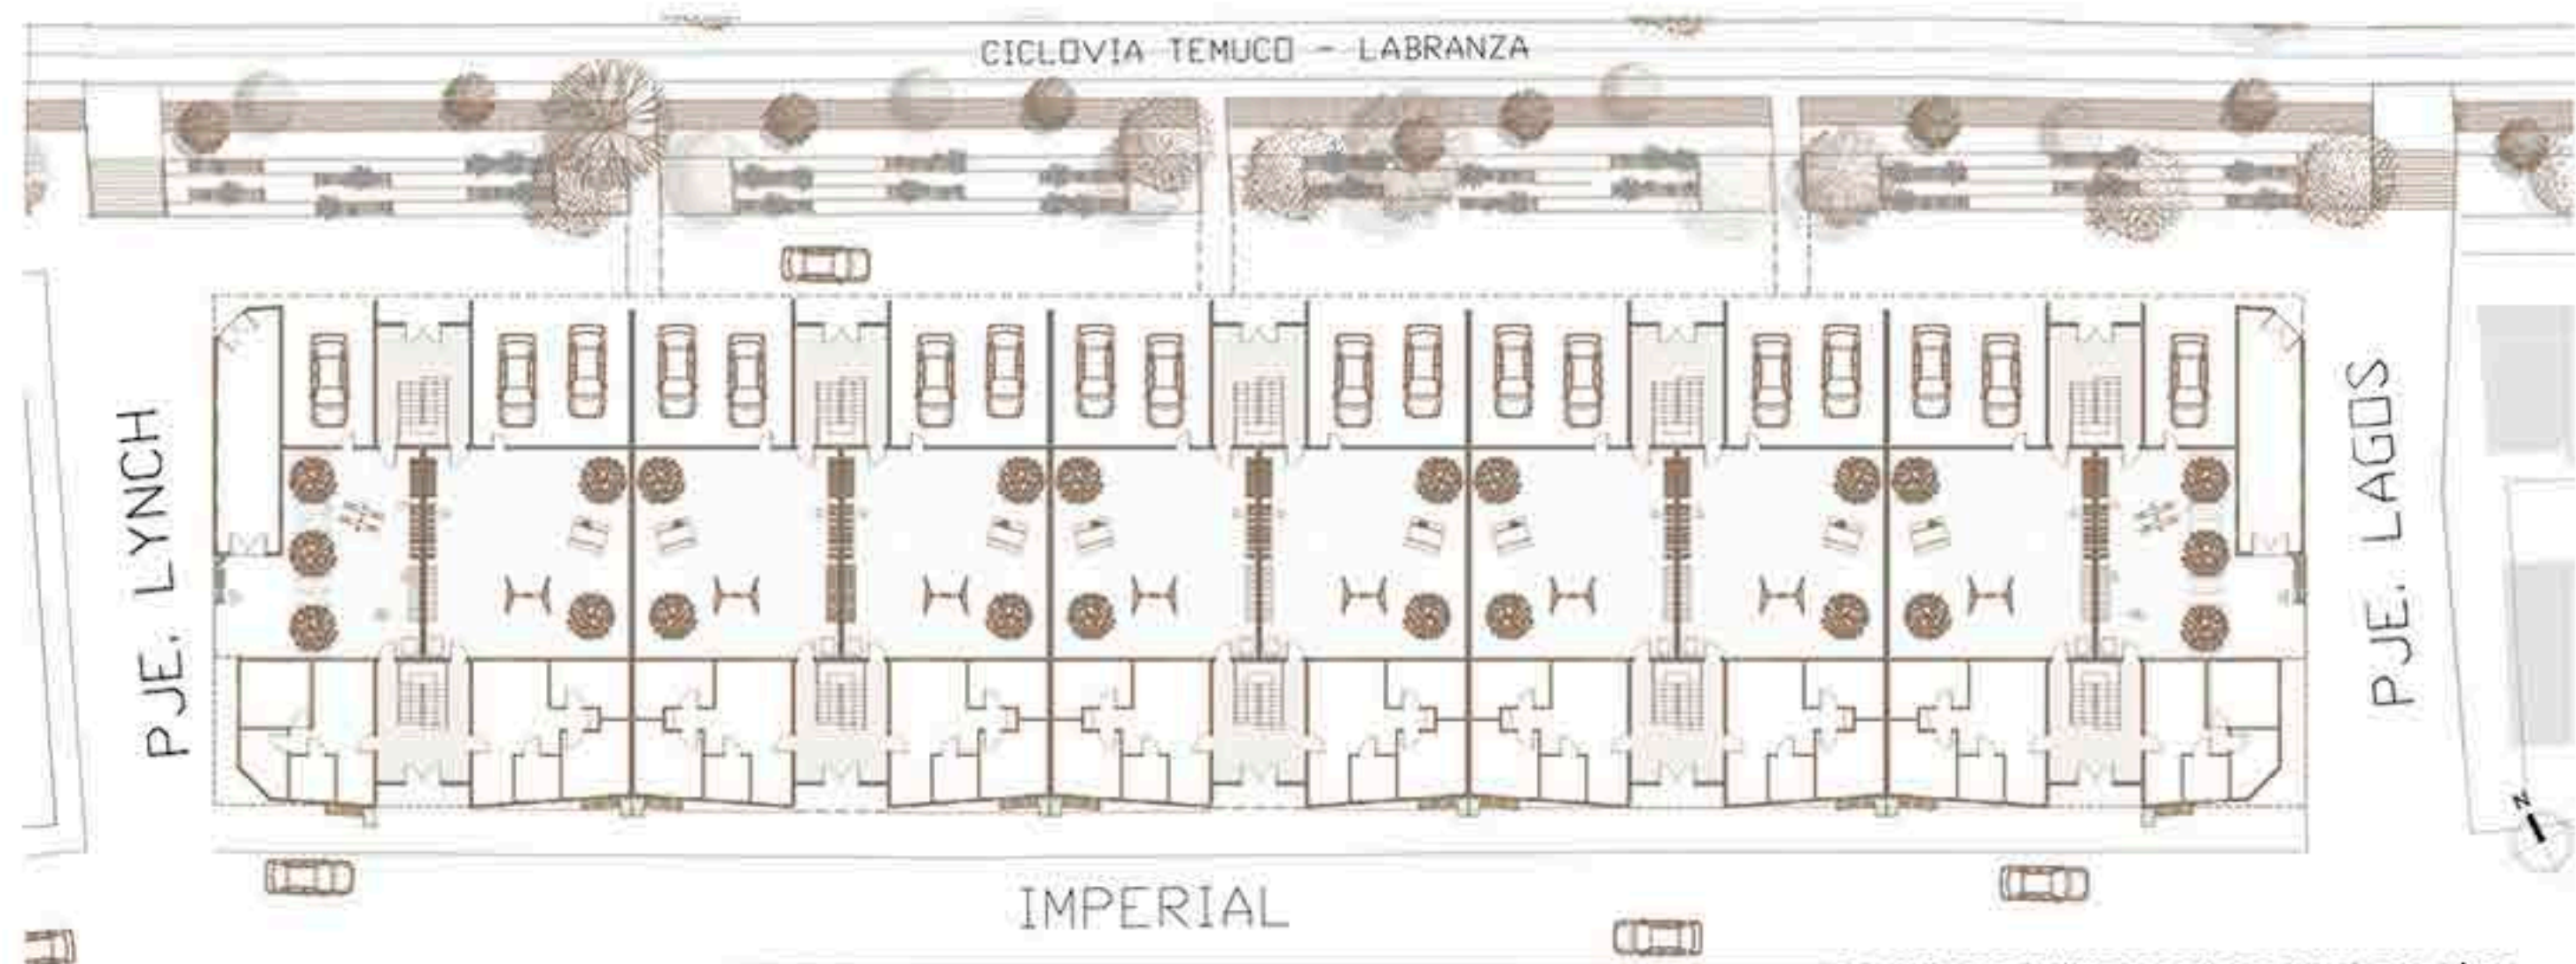 CICLOVIA TEMUCO - LABRANZA
PJE. LYNCH
PJE. LAGOS
N
IMPERIAL